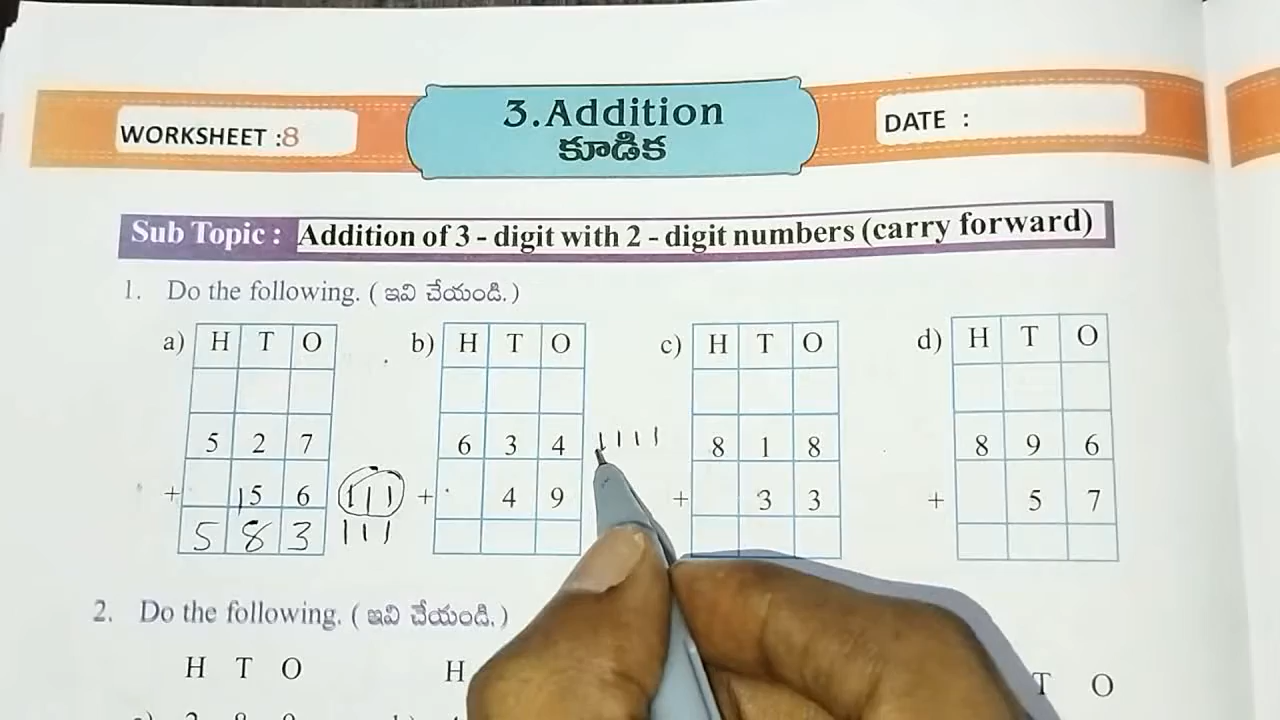 WORKSHEET :8
3.Addition
కూడిక
DATE :
Sub Topic : Addition of 3 - digit with 2 - digit numbers (carry forward)
1. Do the following. ( ఇవి చేయండి. )
a) H T O b) H T O c) H T O d) H T O
5 2 7 6 3 4 8 1 8 8 9 6
+ 1 5 6 + 4 9 + 3 3 + 5 7
5 8 3
2. Do the following. ( ఇవి చేయండి. )
H T O H T O